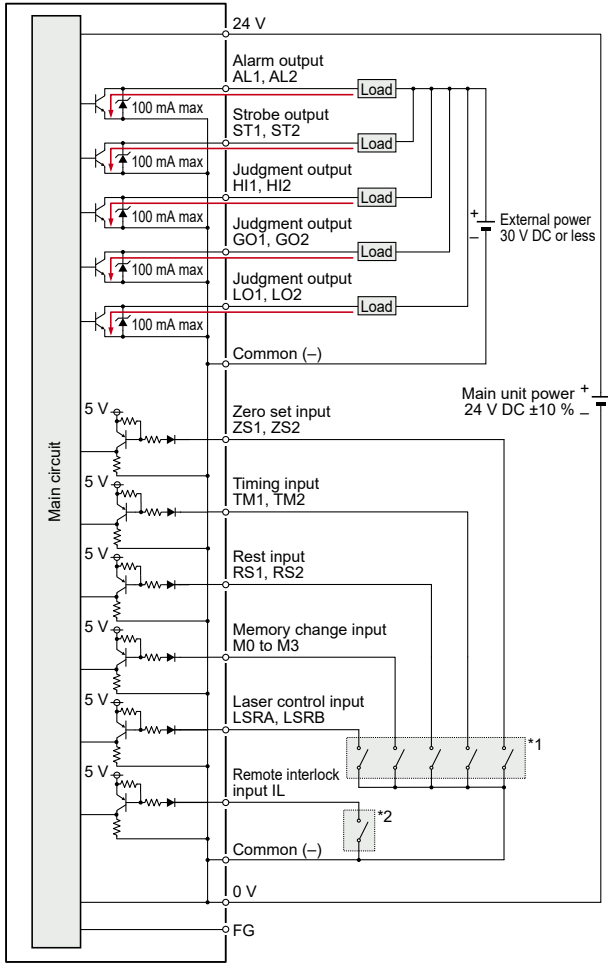 24 V
Alarm output
AL1, AL2
Load
100 mA max
Strobe output
ST1, ST2
Load
100 mA max
Judgment output
HI1, HI2
Load
100 mA max
+
External power
30 V DC or less
–
Judgment output
GO1, GO2
Load
100 mA max
Judgment output
LO1, LO2
Load
100 mA max
Common (–)
Main unit power +
24 V DC ±10 % –
Main circuit
5 V
Zero set input
ZS1, ZS2
5 V
Timing input
TM1, TM2
5 V
Rest input
RS1, RS2
5 V
Memory change input
M0 to M3
5 V
Laser control input
LSRA, LSRB
*1
5 V
Remote interlock
input IL
*2
Common (–)
0 V
FG